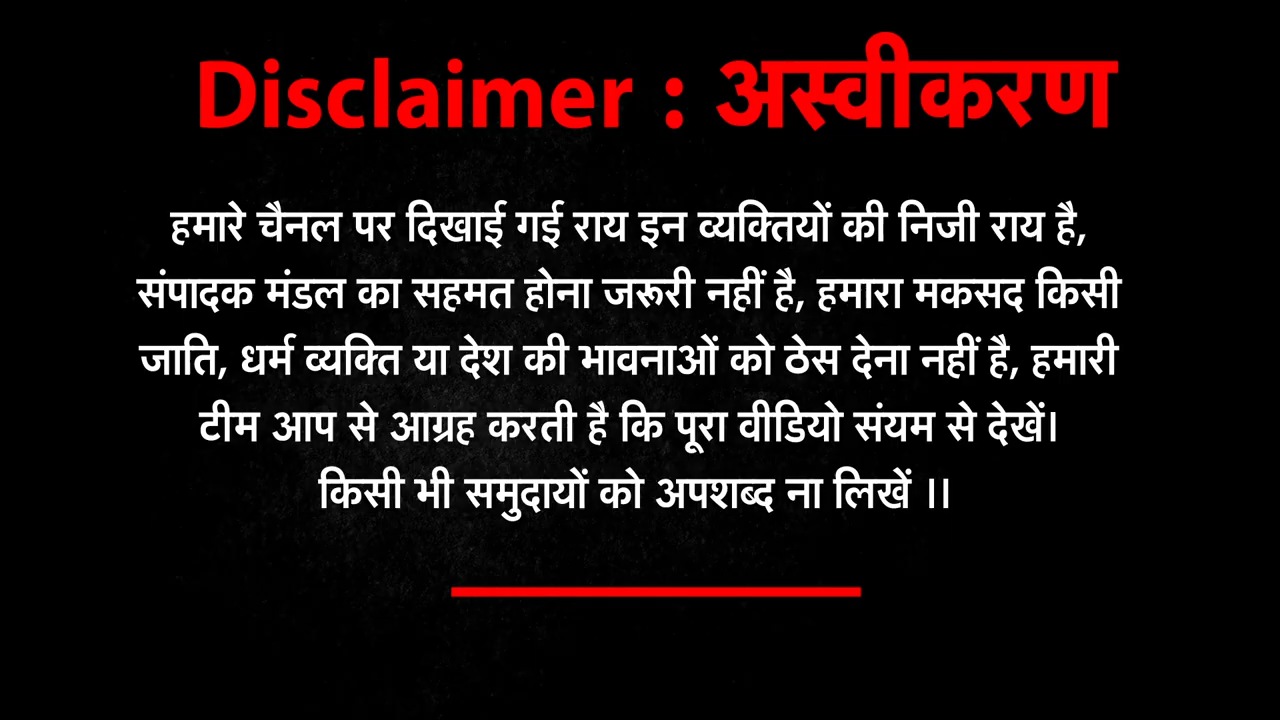 Disclaimer : अस्वीकरण
हमारे चैनल पर दिखाई गई राय इन व्यक्तियों की निजी राय है,
संपादक मंडल का सहमत होना जरूरी नहीं है, हमारा मकसद किसी
जाति, धर्म व्यक्ति या देश की भावनाओं को ठेस देना नहीं है, हमारी
टीम आप से आग्रह करती है कि पूरा वीडियो संयम से देखें।
किसी भी समुदायों को अपशब्द ना लिखें ।।